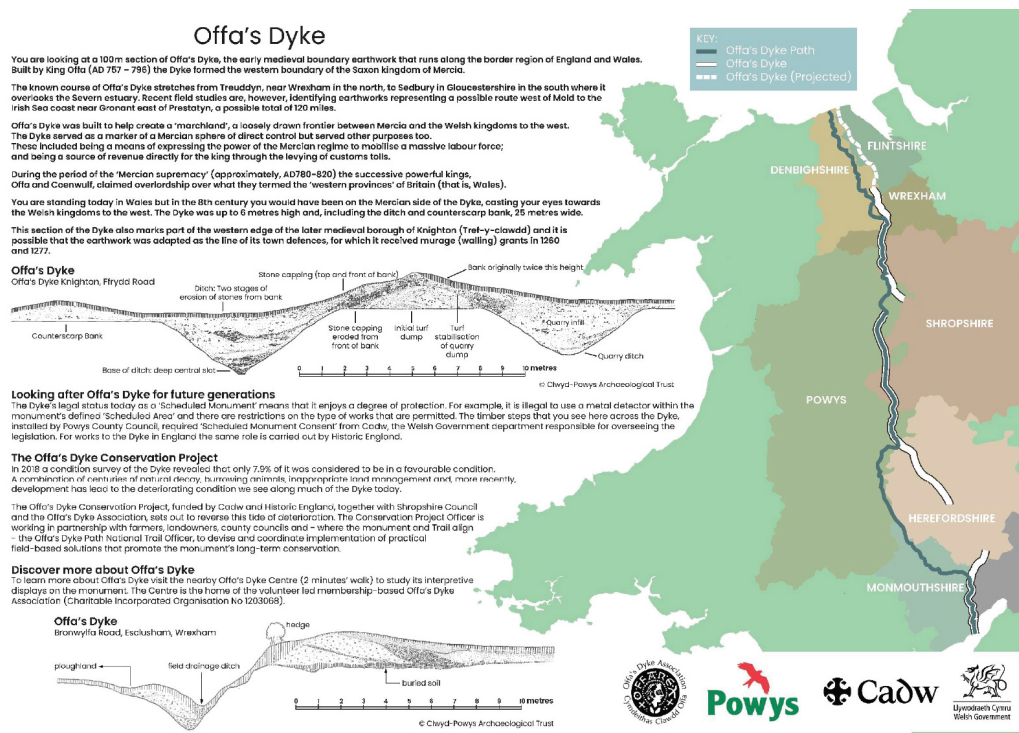 Offa's Dyke
You are looking at a 100m section of Offa's Dyke, the early medieval boundary earthwork that runs along the border region of England and Wales.
Built by King Offa (AD 757 – 796) the Dyke formed the western boundary of the Saxon kingdom of Mercia.
The known course of Offa's Dyke stretches from Treuddyn, near Wrexham in the north, to Sedbury in Gloucestershire in the south where it
overlooks the Severn estuary. Recent field studies are, however, identifying earthworks representing a possible route west of Mold to the
Irish Sea coast near Gronant east of Prestatyn, a possible total of 120 miles.
Offa's Dyke was built to help create a 'marchland', a loosely drawn frontier between Mercia and the Welsh kingdoms to the west.
The Dyke served as a marker of a Mercian sphere of direct control but served other purposes too.
These included being a means of expressing the power of the Mercian regime to mobilise a massive labour force;
and being a source of revenue directly for the king through the levying of customs tolls.
During the period of the 'Mercian supremacy' (approximately, AD780-820) the successive powerful kings,
Offa and Coenwulf, claimed overlordship over what they termed the 'western provinces' of Britain (that is, Wales).
You are standing today in Wales but in the 8th century you would have been on the Mercian side of the Dyke, casting your eyes towards
the Welsh kingdoms to the west. The Dyke was up to 6 metres high and, including the ditch and counterscarp bank, 25 metres wide.
This section of the Dyke also marks part of the western edge of the later medieval borough of Knighton (Tref-y-clawdd) and it is
possible that the earthwork was adapted as the line of its town defences, for which it received murage (walling) grants in 1260
and 1277.
Offa's Dyke
Offa's Dyke Knighton, Ffrydd Road
Counterscarp Bank
Ditch: Two stages of
erosion of stones from bank
Base of ditch: deep central slot
Stone capping (top and front of bank)
Bank originally twice this height
Stone capping
eroded from
front of bank
Initial turf
dump
Turf
stabilisation
of quarry
dump
Quarry infill
Quarry ditch
0 1 2 3 4 5 6 7 8 9 10 metres
© Clwyd-Powys Archaeological Trust
Looking after Offa's Dyke for future generations
The Dyke's legal status today as a 'Scheduled Monument' means that it enjoys a degree of protection. For example, it is illegal to use a metal detector within the
monument's defined 'Scheduled Area' and there are restrictions on the type of works that are permitted. The timber steps that you see here across the Dyke,
installed by Powys County Council, required 'Scheduled Monument Consent' from Cadw, the Welsh Government department responsible for overseeing the
legislation. For works to the Dyke in England the same role is carried out by Historic England.
The Offa's Dyke Conservation Project
In 2018 a condition survey of the Dyke revealed that only 7.9% of it was considered to be in a favourable condition.
A combination of centuries of natural decay, burrowing animals, inappropriate land management and, more recently,
development has lead to the deteriorating condition we see along much of the Dyke today.
The Offa's Dyke Conservation Project, funded by Cadw and Historic England, together with Shropshire Council
and the Offa's Dyke Association, sets out to reverse this tide of deterioration. The Conservation Project Officer is
working in partnership with farmers, landowners, county councils and - where the monument and Trail align
- the Offa's Dyke Path National Trail Officer, to devise and coordinate implementation of practical
field-based solutions that promote the monument's long-term conservation.
Discover more about Offa's Dyke
To learn more about Offa's Dyke visit the nearby Offa's Dyke Centre (2 minutes' walk) to study its interpretive
displays on the monument. The Centre is the home of the volunteer led membership-based Offa's Dyke
Association (Charitable Incorporated Organisation No 1203068).
Offa's Dyke
Bronwylfa Road, Esclusham, Wrexham
ploughland
field drainage ditch
hedge
buried soil
0 1 2 3 4 5 6 7 8 9 10 metres
© Clwyd-Powys Archaeological Trust
KEY:
Offa's Dyke Path
Offa's Dyke
Offa's Dyke (Projected)
FLINTSHIRE
DENBIGHSHIRE
WREXHAM
SHROPSHIRE
POWYS
HEREFORDSHIRE
MONMOUTHSHIRE
Offa's Dyke Association
Cymdeithas Clawdd Offa
Powys
Cadw
Llywodraeth Cymru
Welsh Government